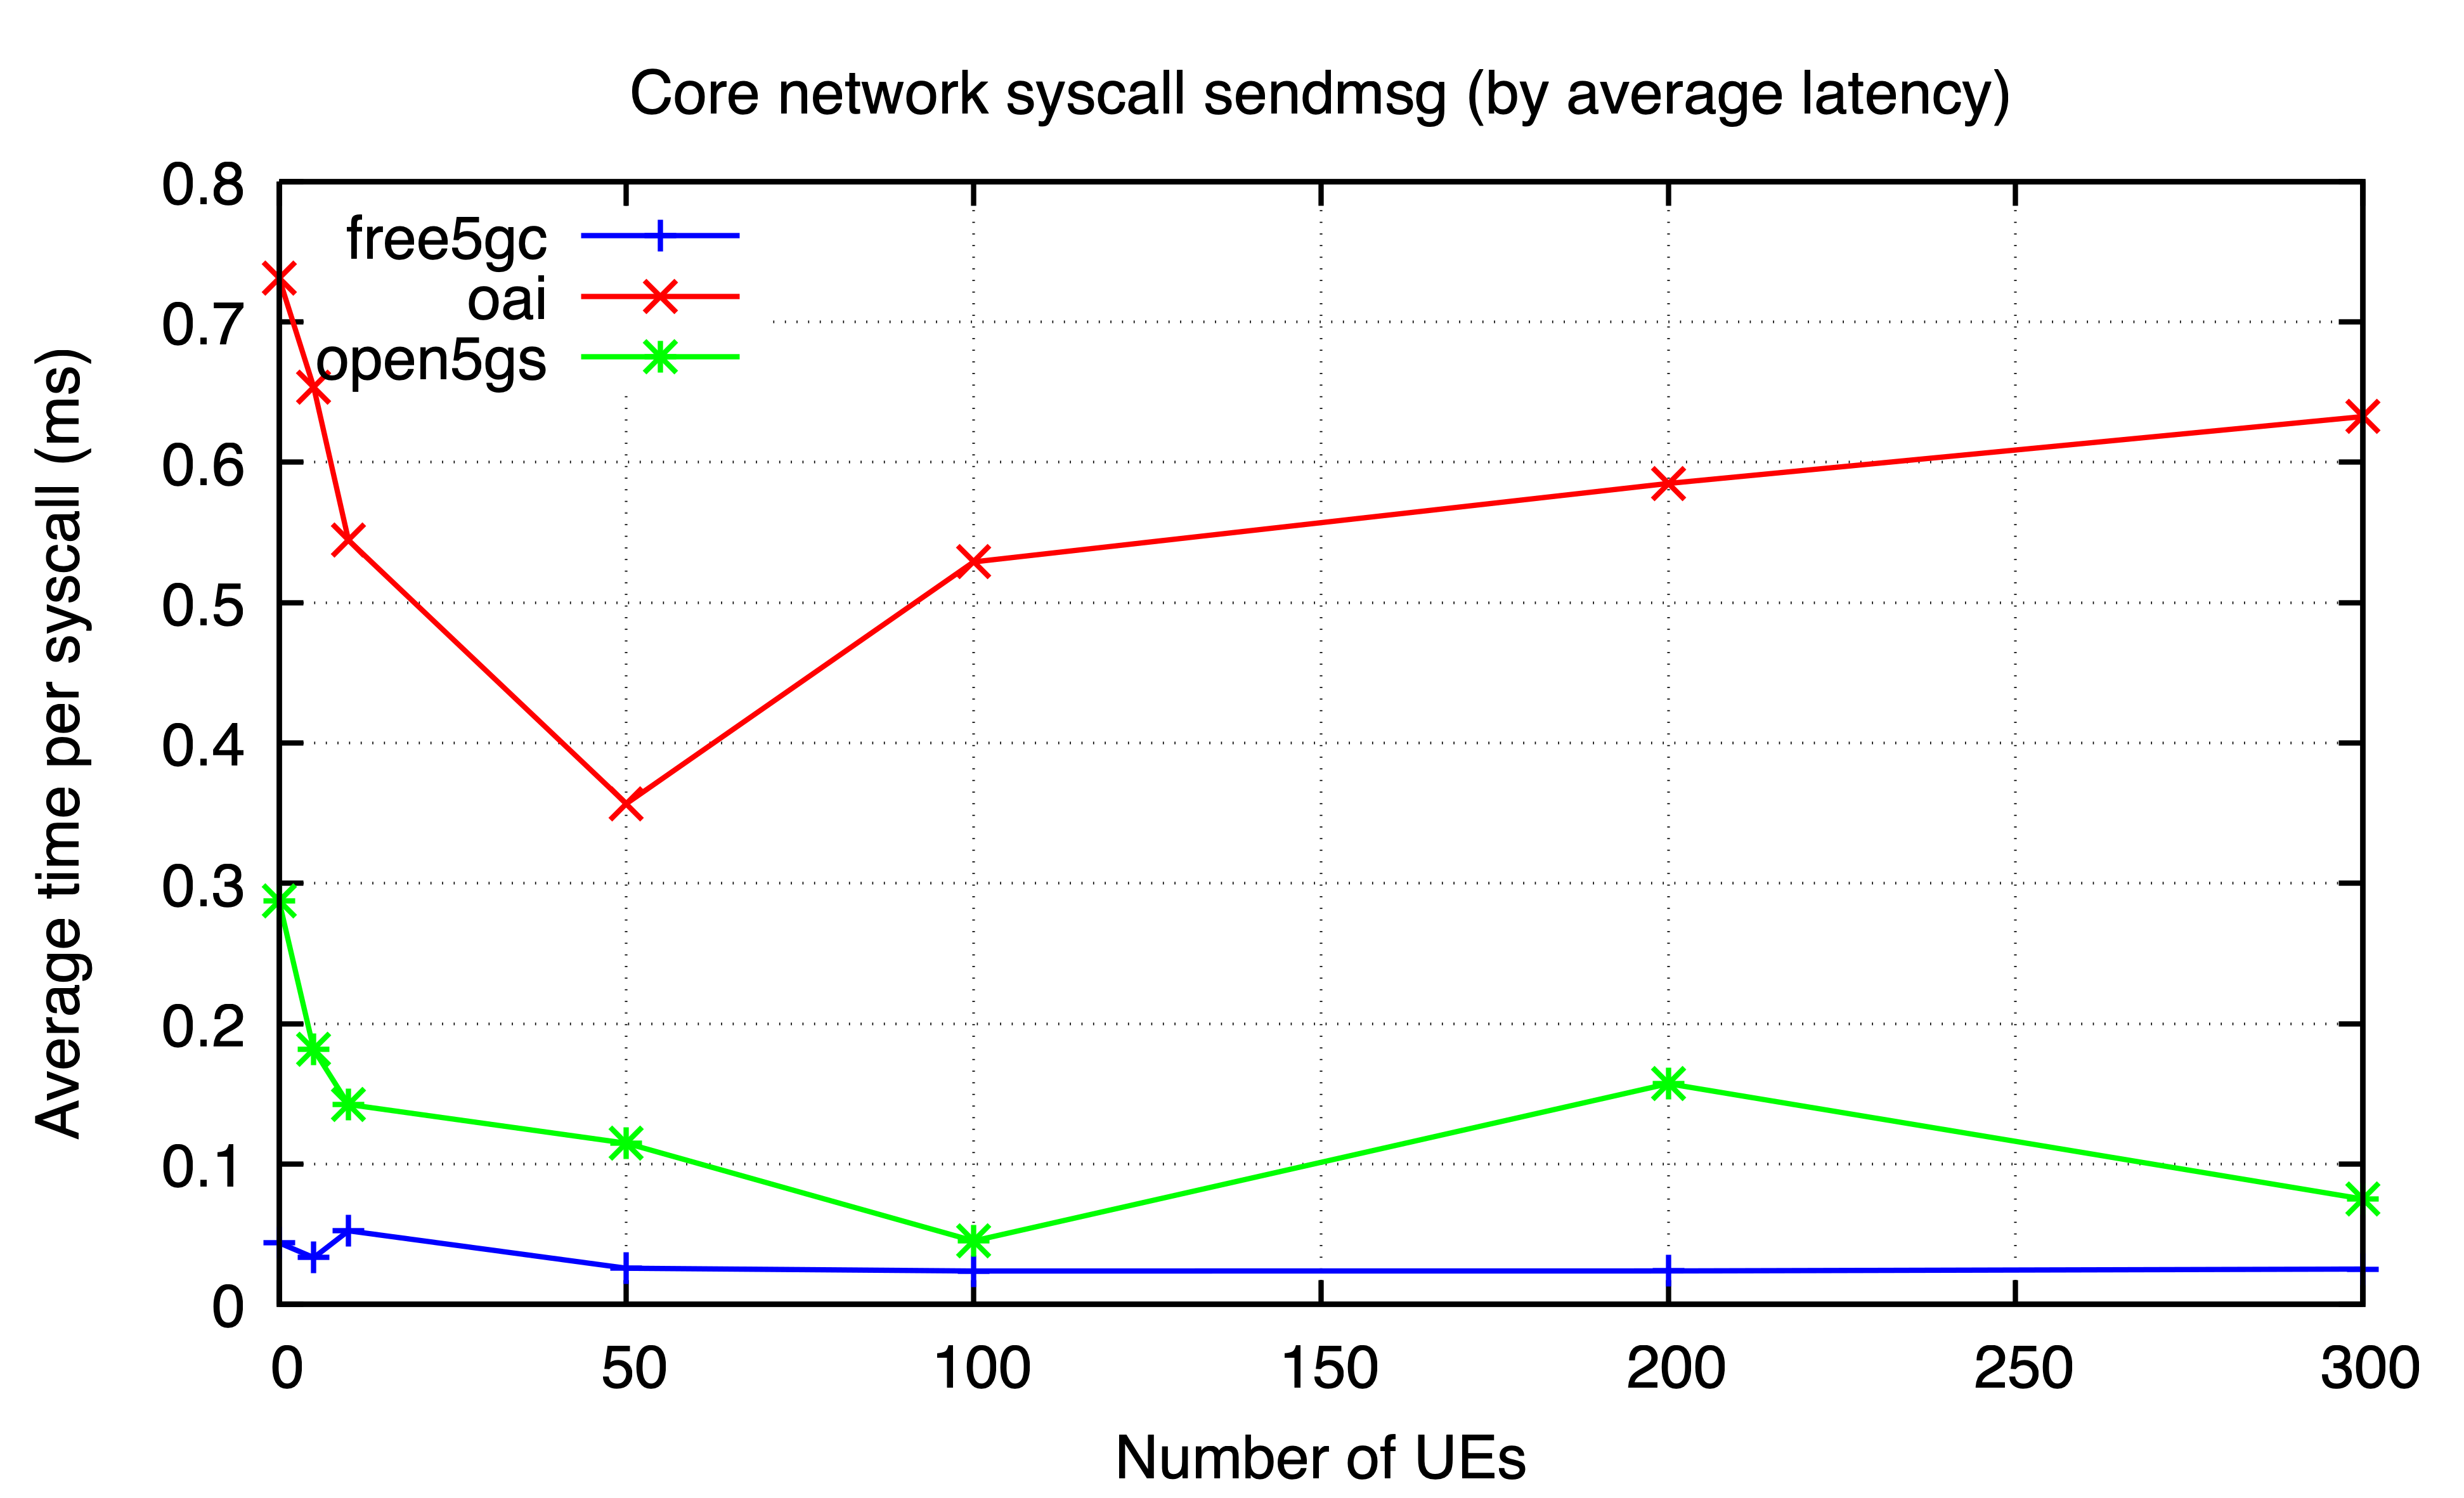 Core network syscall sendmsg (by average latency)
0.8
0.7
0.6
0.5
0.4
0.3
0.2
0.1
0
free5gc
oai
open5gs
Average time per syscall (ms)
0 50 100 150 200 250 300
Number of UEs